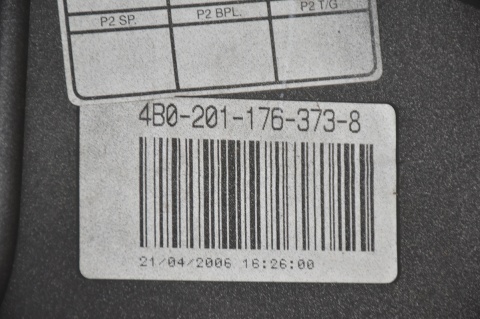 P2 SP. P2 BPL. P2 T/G
4B0-201-176-373-8
21/04/2006 16:26:00